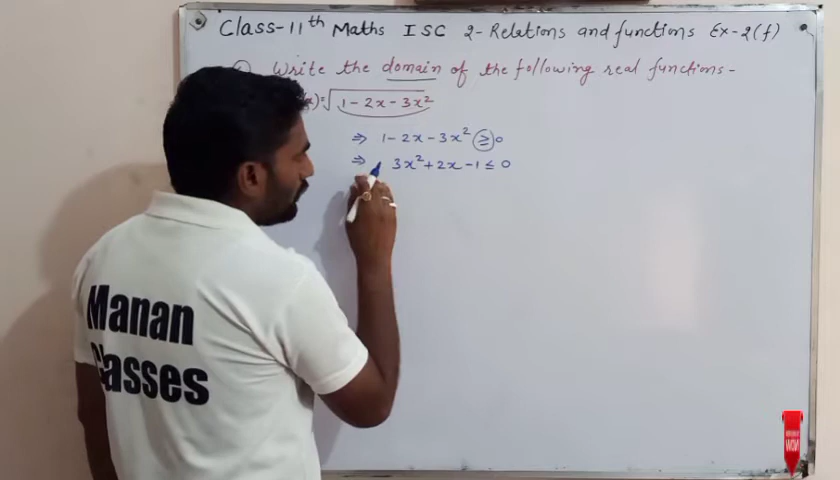 Class-11th Maths ISC 2-Relations and functions Ex-2(f)
Write the domain of the following real functions-
x)=√1-2x-3x²
⇒ 1-2x-3x² ≥ 0
⇒ 3x²+2x-1 ≤ 0
Manan
Classes